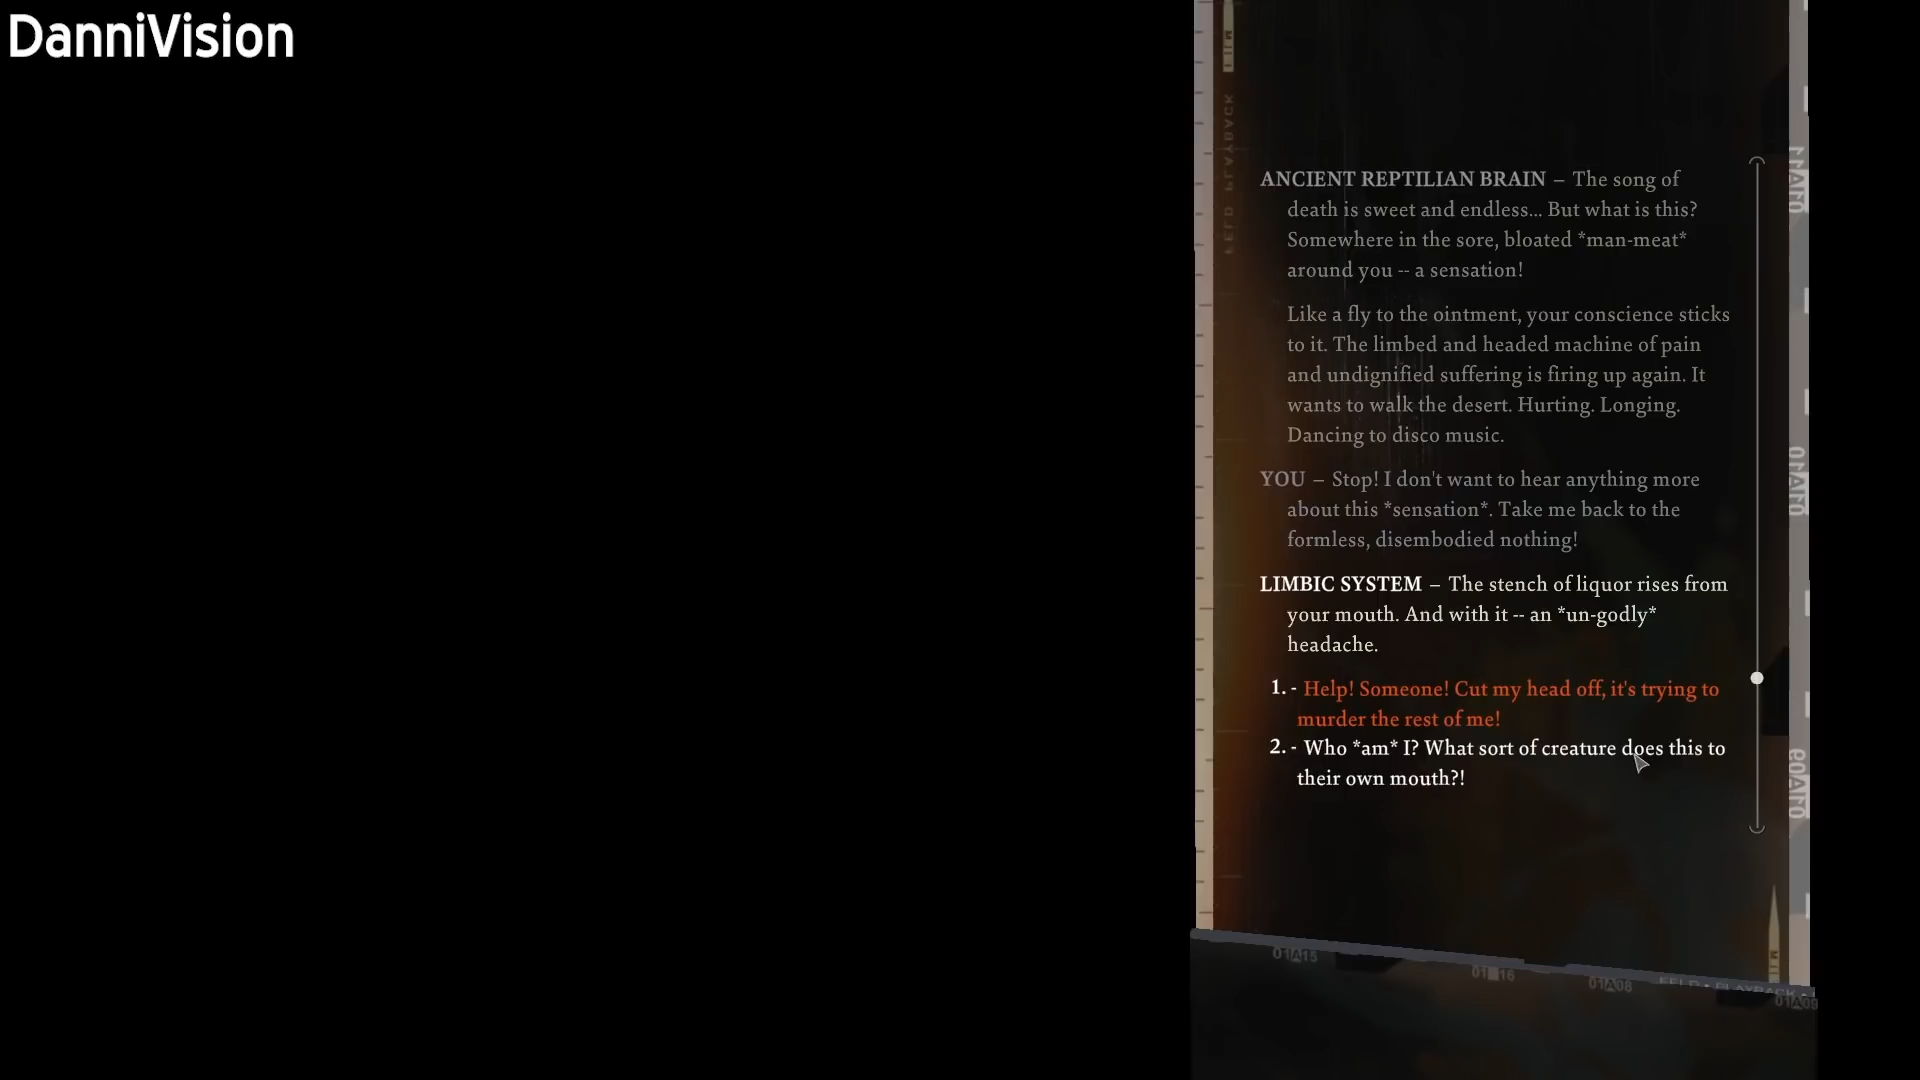 DanniVision
ANCIENT REPTILIAN BRAIN – The song of
death is sweet and endless... But what is this?
Somewhere in the sore, bloated *man-meat*
around you -- a sensation!
Like a fly to the ointment, your conscience sticks
to it. The limbed and headed machine of pain
and undignified suffering is firing up again. It
wants to walk the desert. Hurting. Longing.
Dancing to disco music.
YOU – Stop! I don't want to hear anything more
about this *sensation*. Take me back to the
formless, disembodied nothing!
LIMBIC SYSTEM – The stench of liquor rises from
your mouth. And with it -- an *un-godly*
headache.
1. - Help! Someone! Cut my head off, it's trying to
murder the rest of me!
2. - Who *am* I? What sort of creature does this to
their own mouth?!
01A15
01A08